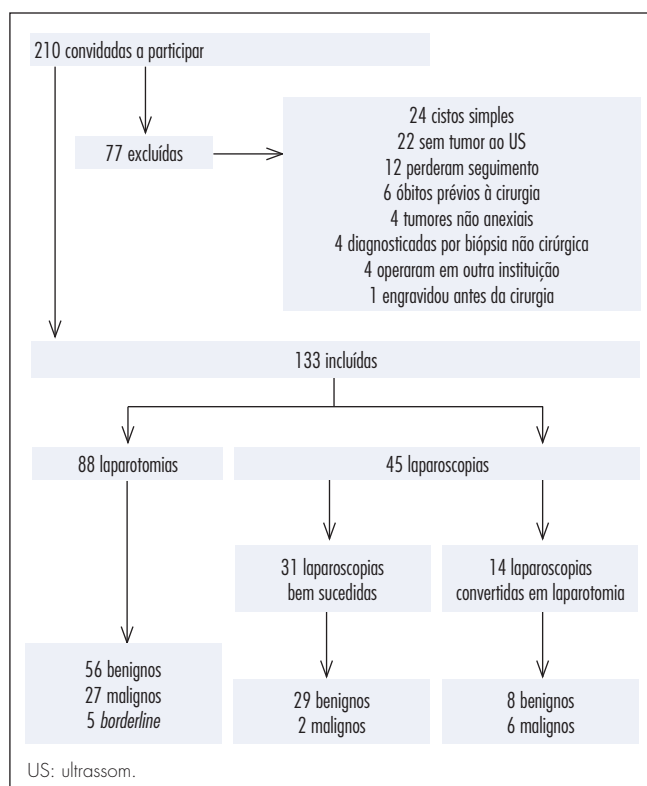 210 convidadas a participar
77 excluídas
24 cistos simples
22 sem tumor ao US
12 perderam seguimento
6 óbitos prévios à cirurgia
4 tumores não anexiais
4 diagnosticadas por biópsia não cirúrgica
4 operaram em outra instituição
1 engravidou antes da cirurgia
133 incluídas
88 laparotomias
45 laparoscopias
31 laparoscopias
bem sucedidas
14 laparoscopias
convertidas em laparotomia
56 benignos
27 malignos
5 borderline
29 benignos
2 malignos
8 benignos
6 malignos
US: ultrassom.